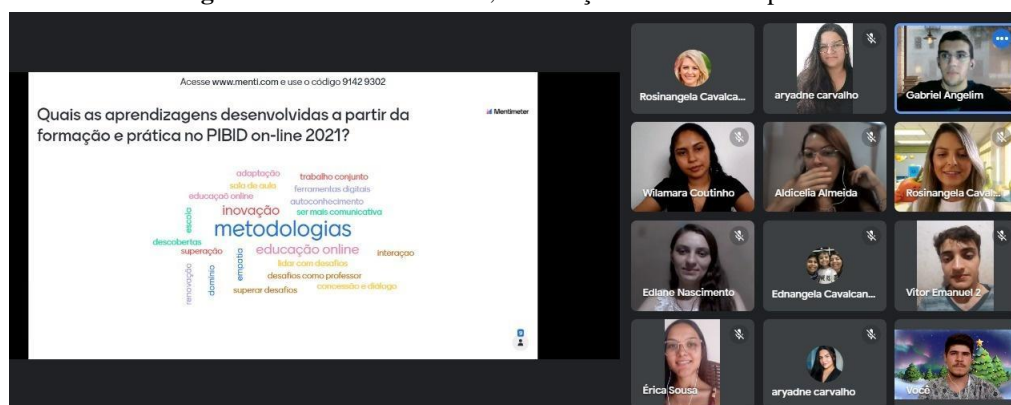 Acesse www.menti.com e use o código 9142 9302
Quais as aprendizagens desenvolvidas a partir da
formação e prática no PIBID on-line 2021?
Mentimeter
adaptação
trabalho conjunto
sala de aula
ferramentas digitais
educaçaõ online
autoconhecimento
escola
inovação
ser mais comunicativa
metodologias
descobertas
superação
empatia
educação online
interaçao
lidar com desafios
renovação
domínio
desafios como professor
superar desafios
concessão e diálogo
9
Rosinangela Cavalca...
aryadne carvalho
Gabriel Angelim
Wilamara Coutinho
Aldicelia Almeida
Rosinangela Caval...
Edlane Nascimento
Ednangela Cavalcan...
Vitor Emanuel 2
Érica Sousa
aryadne carvalho
Você